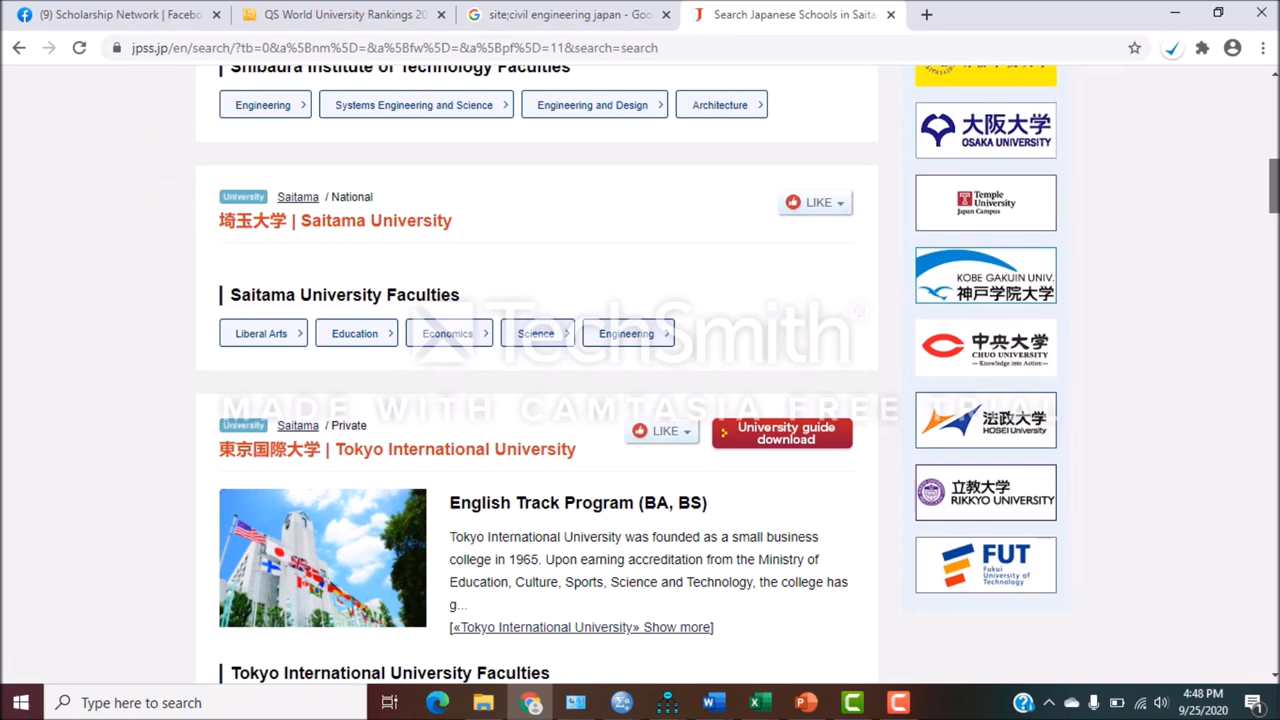 (9) Scholarship Network | Facebo
QS World University Rankings 20
site;civil engineering japan - Goo
Search Japanese Schools in Saita
jpss.jp/en/search/?tb=0&a%5Bnm%5D=&a%5Bfw%5D=&a%5Bpf%5D=11&search=search
Shibaura Institute of Technology Faculties
Engineering
Systems Engineering and Science
Engineering and Design
Architecture
University
Saitama / National
LIKE
埼玉大学 | Saitama University
Saitama University Faculties
Liberal Arts
Education
Economics
Science
Engineering
TechSmith
MADE WITH CAMTASIA FREE TRIAL
University
Saitama / Private
LIKE
University guide
download
東京国際大学 | Tokyo International University
English Track Program (BA, BS)
Tokyo International University was founded as a small business
college in 1965. Upon earning accreditation from the Ministry of
Education, Culture, Sports, Science and Technology, the college has
g...
[«Tokyo International University» Show more]
Tokyo International University Faculties
大阪大学
OSAKA UNIVERSITY
Temple
University
Japan Campus
KOBE GAKUIN UNIV.
神戸学院大学
中央大学
CHUO UNIVERSITY
Knowledge into Action
法政大学
HOSEI University
立教大学
RIKKYO UNIVERSITY
FUT
Fukui
University of
Technology
Type here to search
4:48 PM
9/25/2020